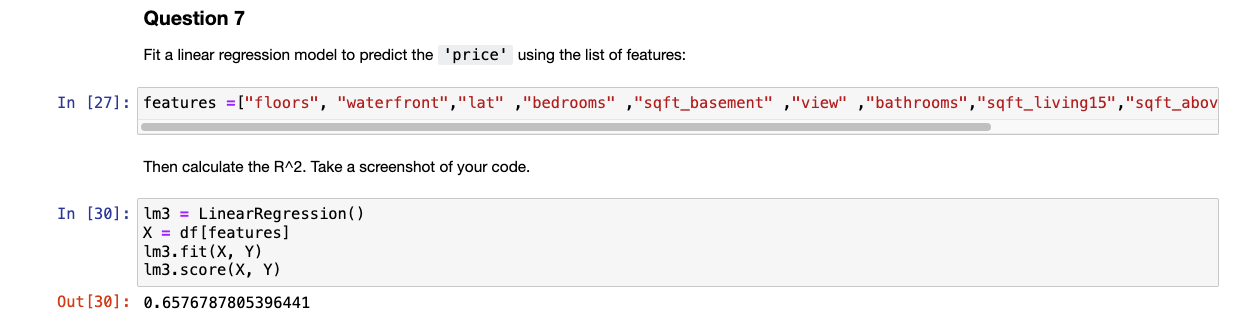 Question 7
Fit a linear regression model to predict the 'price' using the list of features:
In [27]: features =["floors", "waterfront","lat" ,"bedrooms" ,"sqft_basement" ,"view" ,"bathrooms","sqft_living15","sqft_abov
Then calculate the R^2. Take a screenshot of your code.
In [30]: lm3 = LinearRegression()
X = df[features]
lm3.fit(X, Y)
lm3.score(X, Y)
Out[30]: 0.6576787805396441